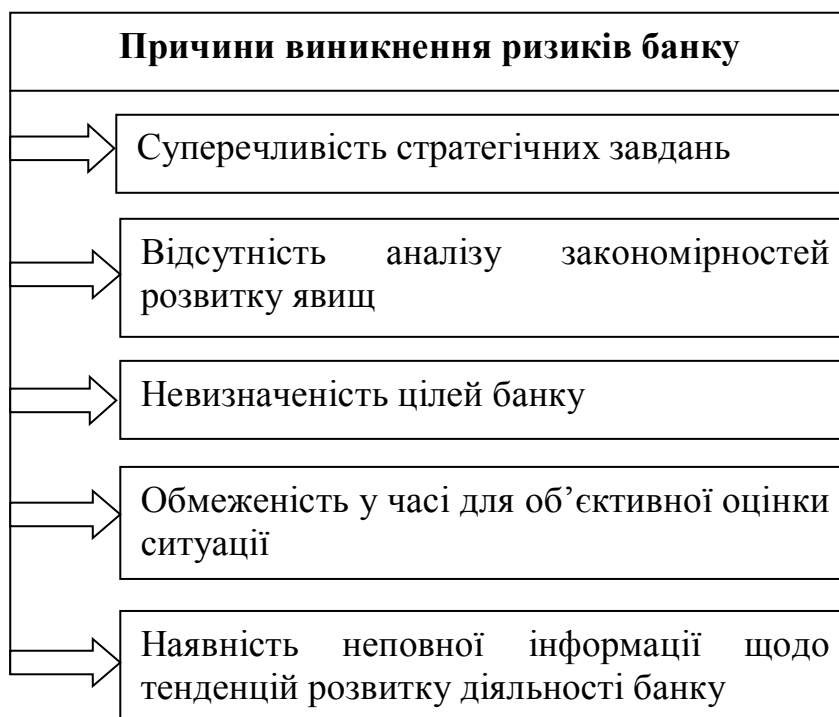 Причини виникнення ризиків банку
Суперечливість стратегічних завдань
Відсутність аналізу закономірностей
розвитку явищ
Невизначеність цілей банку
Обмеженість у часі для об’єктивної оцінки
ситуації
Наявність неповної інформації щодо
тенденцій розвитку діяльності банку